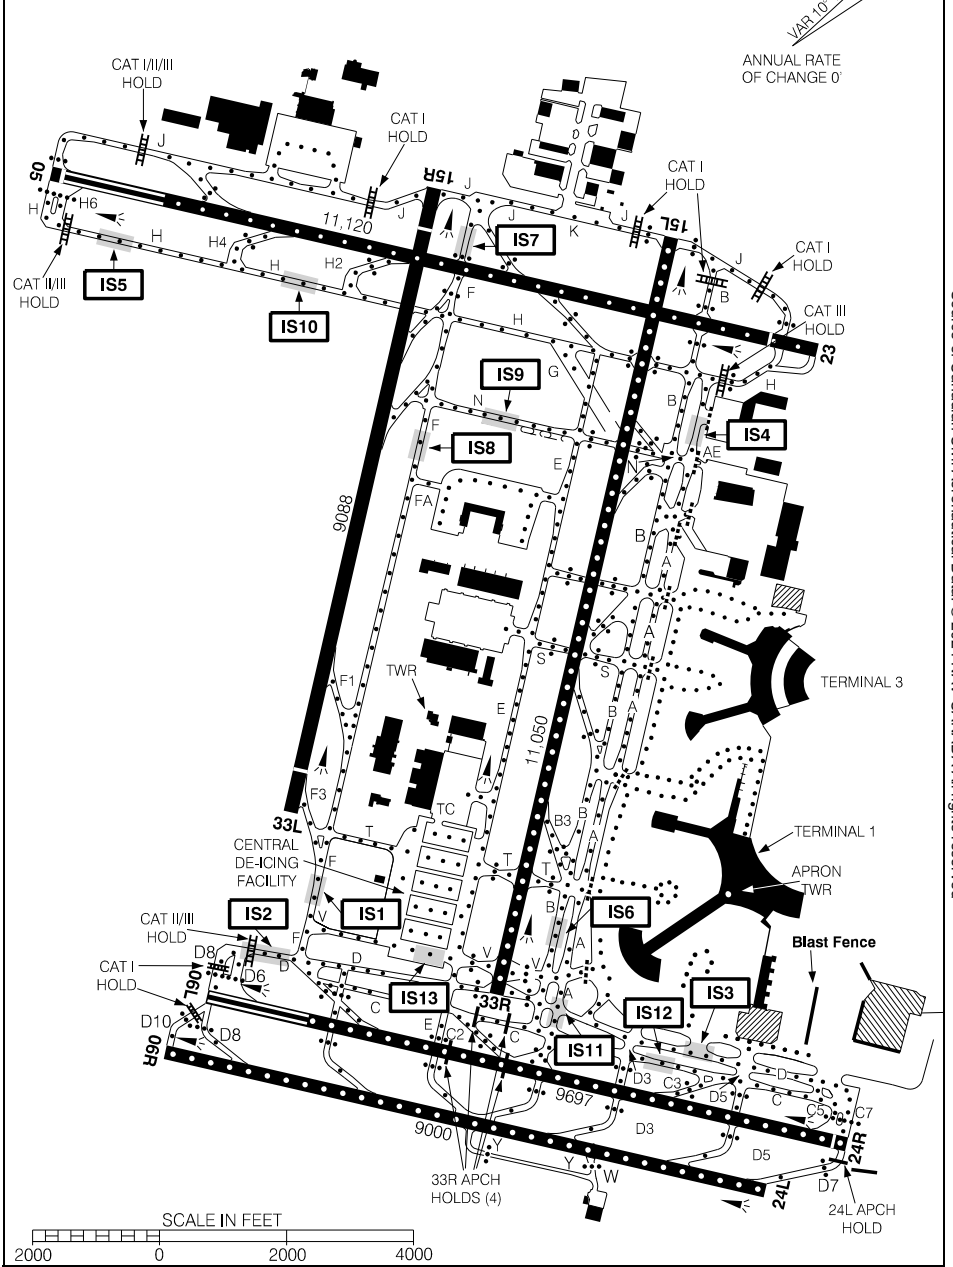 VAR 10°
ANNUAL RATE
OF CHANGE 0'
CAT I/II/III
HOLD
J
CAT I
HOLD
15R
J
J
J
K
J
CAT I
HOLD
15L
J
CAT I
HOLD
B
05
H
H6
H
11,120
J
H4
H
H2
IS7
IS5
IS10
CAT II/III
HOLD
F
H
CAT III
HOLD
23
H
G
IS9
N
F
IS8
B
IS4
AE
N
E
FA
9088
B
A
A
S
S
TWR
F1
E
B
A
TERMINAL 3
11,050
F3
33L
TC
B3
B
A
T
T
T
TERMINAL 1
CENTRAL
DE-ICING
FACILITY
F
APRON
TWR
IS2
IS1
V
IS6
B
A
CAT II/III
HOLD
F
D8
D
D
V
V
Blast Fence
CAT I
HOLD
D6
06L
IS13
33R
A
IS3
IS12
C
D10
D8
E
C2
C
IS11
06R
D3
C3
D5
D
C
C5
C7
9697
9000
D3
D5
24R
Y
Y
W
24L
D7
33R APCH
HOLDS (4)
24L APCH
HOLD
SCALE IN FEET
2000
0
2000
4000